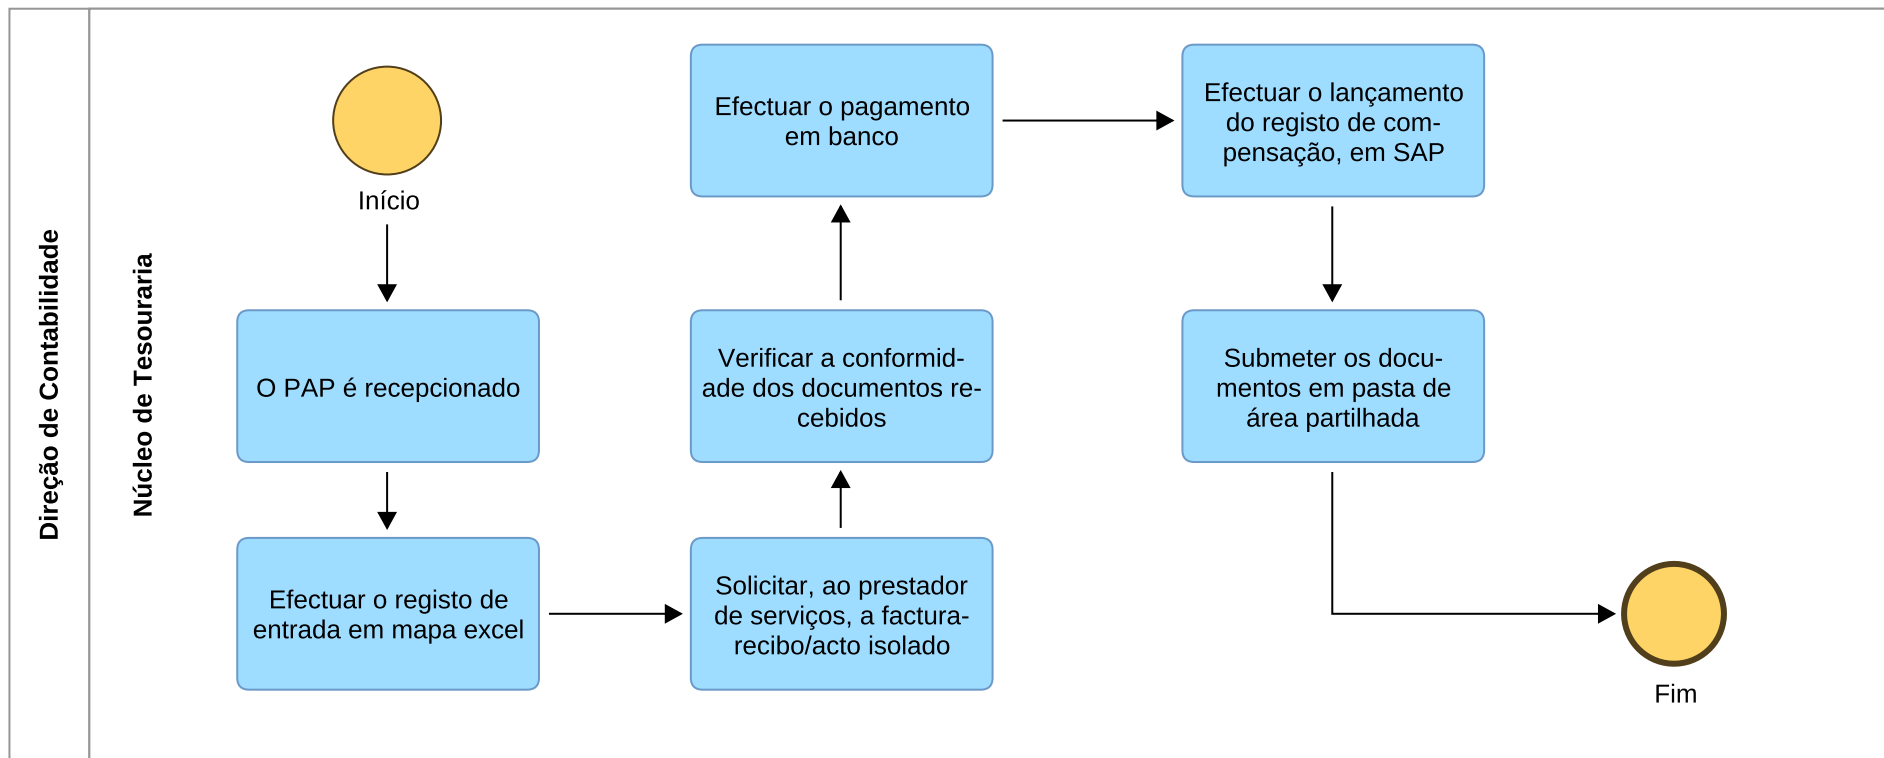 Direção de Contabilidade
Núcleo de Tesouraria
Início
O PAP é recepcionado
Efectuar o registo de
entrada em mapa excel
Solicitar, ao prestador
de serviços, a factura-
recibo/acto isolado
Verificar a conformid-
ade dos documentos re-
cebidos
Efectuar o pagamento
em banco
Efectuar o lançamento
do registo de com-
pensação, em SAP
Submeter os docu-
mentos em pasta de
área partilhada
Fim